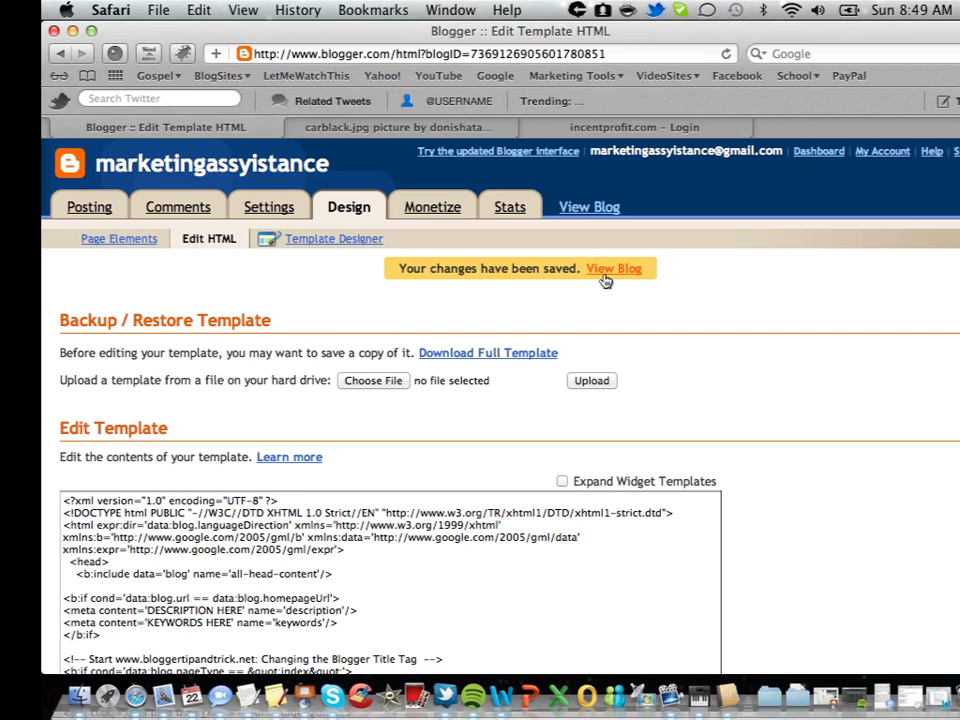 Safari File Edit View History Bookmarks Window Help Sun 8:49 AM
Blogger :: Edit Template HTML
http://www.blogger.com/html?blogID=7369126905601780851 Google
Gospel BlogSites LetMeWatchThis Yahoo! YouTube Google Marketing Tools VideoSites Facebook School PayPal
Search Twitter Related Tweets @USERNAME Trending: ...
Blogger :: Edit Template HTML carblack.jpg picture by donishata... incentprofit.com – Login
marketingassyistance Try the updated Blogger interface marketingassyistance@gmail.com Dashboard My Account Help S
Posting Comments Settings Design Monetize Stats View Blog
Page Elements Edit HTML Template Designer
Your changes have been saved. View Blog
Backup / Restore Template
Before editing your template, you may want to save a copy of it. Download Full Template
Upload a template from a file on your hard drive: Choose File no file selected Upload
Edit Template
Edit the contents of your template. Learn more
Expand Widget Templates
<?xml version="1.0" encoding="UTF-8" ?>
<!DOCTYPE html PUBLIC "-//W3C//DTD XHTML 1.0 Strict//EN" "http://www.w3.org/TR/xhtml1/DTD/xhtml1-strict.dtd">
<html expr:dir='data:blog.languageDirection' xmlns='http://www.w3.org/1999/xhtml'
xmlns:b='http://www.google.com/2005/gml/b' xmlns:data='http://www.google.com/2005/gml/data'
xmlns:expr='http://www.google.com/2005/gml/expr'>
<head>
<b:include data='blog' name='all-head-content'/>
<b:if cond='data:blog.url == data:blog.homepageUrl'>
<meta content='DESCRIPTION HERE' name='description'/>
<meta content='KEYWORDS HERE' name='keywords'/>
</b:if>
<!-- Start www.bloggertipandtrick.net: Changing the Blogger Title Tag -->
<b:if cond='data:blog.pageType == &quot;index&quot;'>